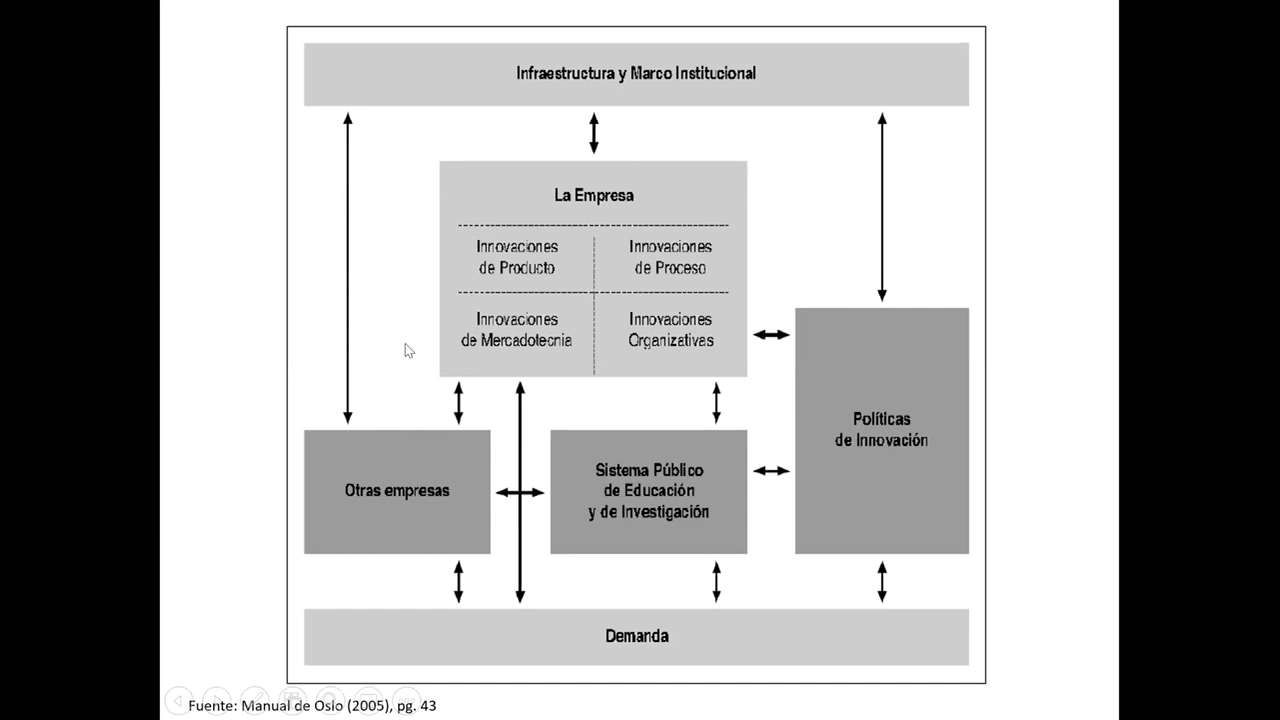 Infraestructura y Marco Institucional
La Empresa
Innovaciones
de Producto
Innovaciones
de Proceso
Innovaciones
de Mercadotecnia
Innovaciones
Organizativas
Políticas
de Innovación
Otras empresas
Sistema Público
de Educación
y de Investigación
Demanda
Fuente: Manual de Oslo (2005), pg. 43